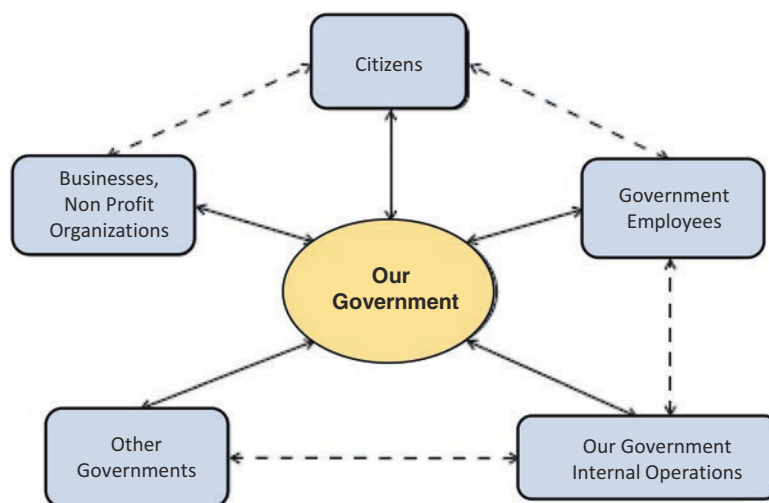 Citizens
Businesses,
Non Profit
Organizations
Government
Employees
Our
Government
Other
Governments
Our Government
Internal Operations